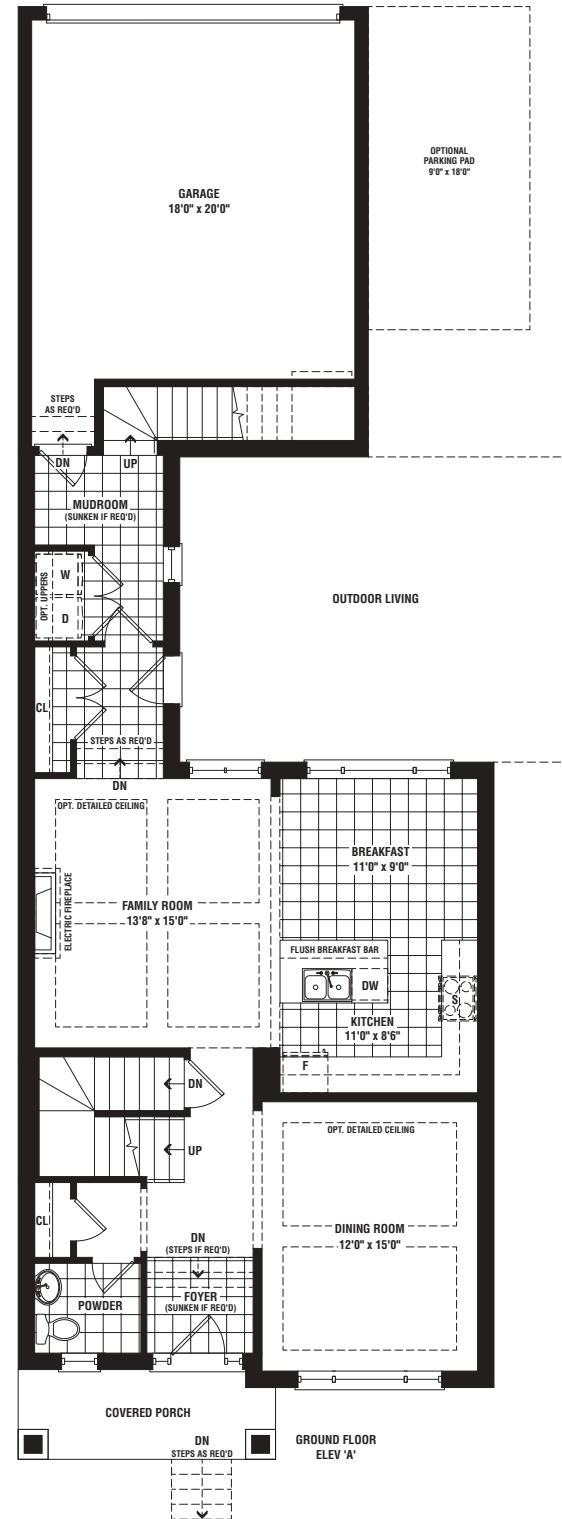 OPTIONAL
PARKING PAD
9'0" x 18'0"
GARAGE
18'0" x 20'0"
STEPS
AS REQ'D
DN
UP
MUDROOM
(SUNKEN IF REQ'D)
OPT. UPPERS
W
D
OUTDOOR LIVING
CL
STEPS AS REQ'D
DN
OPT. DETAILED CEILING
BREAKFAST
11'0" x 9'0"
ELECTRIC FIREPLACE
FAMILY ROOM
13'8" x 15'0"
FLUSH BREAKFAST BAR
DW
S
KITCHEN
11'0" x 8'6"
F
DN
UP
OPT. DETAILED CEILING
CL
DN
(STEPS IF REQ'D)
DINING ROOM
12'0" x 15'0"
POWDER
FOYER
(SUNKEN IF REQ'D)
COVERED PORCH
DN
STEPS AS REQ'D
GROUND FLOOR
ELEV 'A'